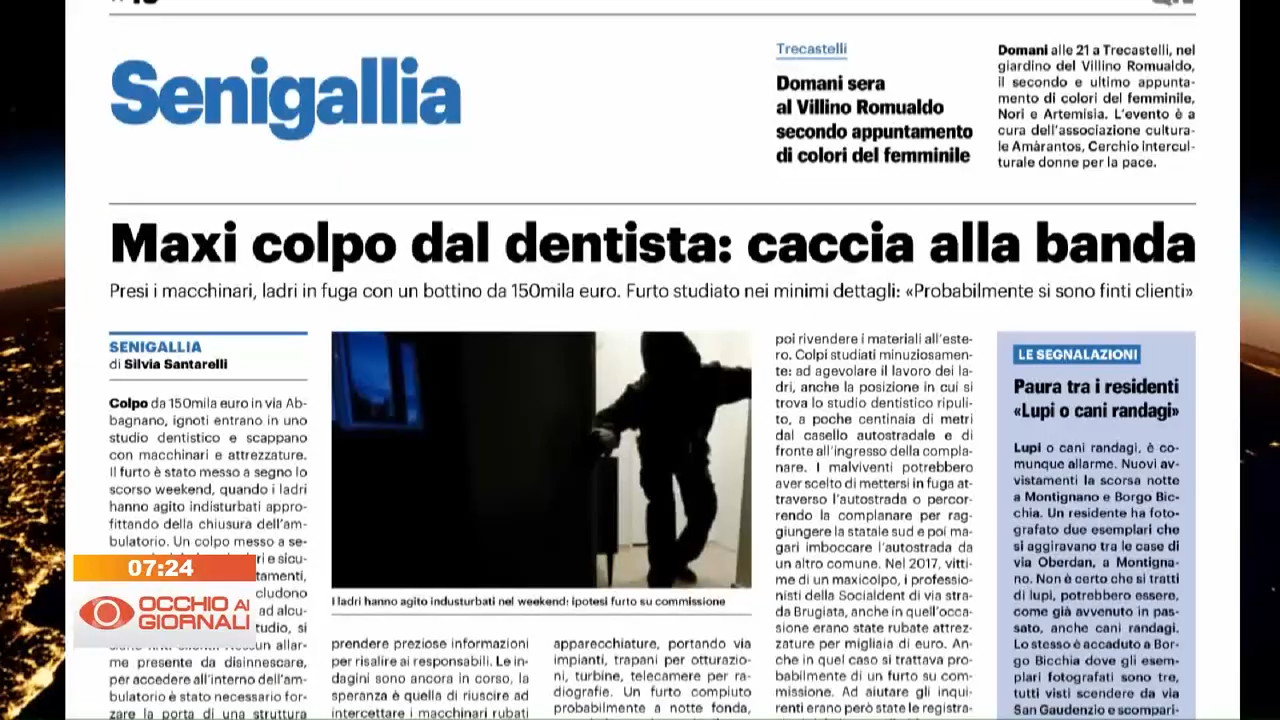 Senigallia
Trecastelli
Domani sera
al Villino Romualdo
secondo appuntamento
di colori del femminile
Domani alle 21 a Trecastelli, nel
giardino del Villino Romualdo,
il secondo e ultimo appunta-
mento di colori del femminile,
Nori e Artemisia. L'evento è a
cura dell'associazione cultura-
le Amàrantos, Cerchio intercul-
turale donne per la pace.
Maxi colpo dal dentista: caccia alla banda
Presi i macchinari, ladri in fuga con un bottino da 150mila euro. Furto studiato nei minimi dettagli: «Probabilmente si sono finti clienti»
SENIGALLIA
di Silvia Santarelli
Colpo da 150mila euro in via Ab-
bagnano, ignoti entrano in uno
studio dentistico e scappano
con macchinari e attrezzature.
Il furto è stato messo a segno lo
scorso weekend, quando i ladri
hanno agito indisturbati appro-
fittando della chiusura dell'am-
bulatorio. Un colpo messo a se-
e sicu-
tamenti,
cludono
ad alcu-
tudio, si
allar-
me presente da disinnescare,
per accedere all'interno dell'am-
bulatorio è stato necessario for-
zare la porta di una struttura
07:24
OCCHIO AI
GIORNALI
I ladri hanno agito industurbati nel weekend: ipotesi furto su commissione
prendere preziose informazioni
per risalire ai responsabili. Le in-
dagini sono ancora in corso, la
speranza è quella di riuscire ad
intercettare i macchinari rubati
apparecchiature, portando via
impianti, trapani per otturazio-
ni, turbine, telecamere per ra-
diografie. Un furto compiuto
probabilmente a notte fonda,
poi rivendere i materiali all'este-
ro. Colpi studiati minuziosamen-
te: ad agevolare il lavoro dei la-
dri, anche la posizione in cui si
trova lo studio dentistico ripuli-
to, a poche centinaia di metri
dal casello autostradale e di
fronte all'ingresso della compla-
nare. I malviventi potrebbero
aver scelto di mettersi in fuga at-
traverso l'autostrada o percor-
rendo la complanare per rag-
giungere la statale sud e poi ma-
gari imboccare l'autostrada da
un altro comune. Nel 2017, vitti-
me di un maxicolpo, i professio-
nisti della Socialdent di via stra-
da Brugiata, anche in quell'occa-
sione erano state rubate attrez-
zature per migliaia di euro. An-
che in quel caso si trattava pro-
babilmente di un furto su com-
missione. Ad aiutare gli inqui-
renti erano però state le registra-
LE SEGNALAZIONI
Paura tra i residenti
«Lupi o cani randagi»
Lupi o cani randagi, è co-
munque allarme. Nuovi av-
vistamenti la scorsa notte
a Montignano e Borgo Bic-
chia. Un residente ha foto-
grafato due esemplari che
si aggiravano tra le case di
via Oberdan, a Montigna-
no. Non è certo che si tratti
di lupi, potrebbero essere,
come già avvenuto in pas-
sato, anche cani randagi.
Lo stesso è accaduto a Bor-
go Bicchia dove gli esem-
plari fotografati sono tre,
tutti visti scendere da via
San Gaudenzio e scompari-